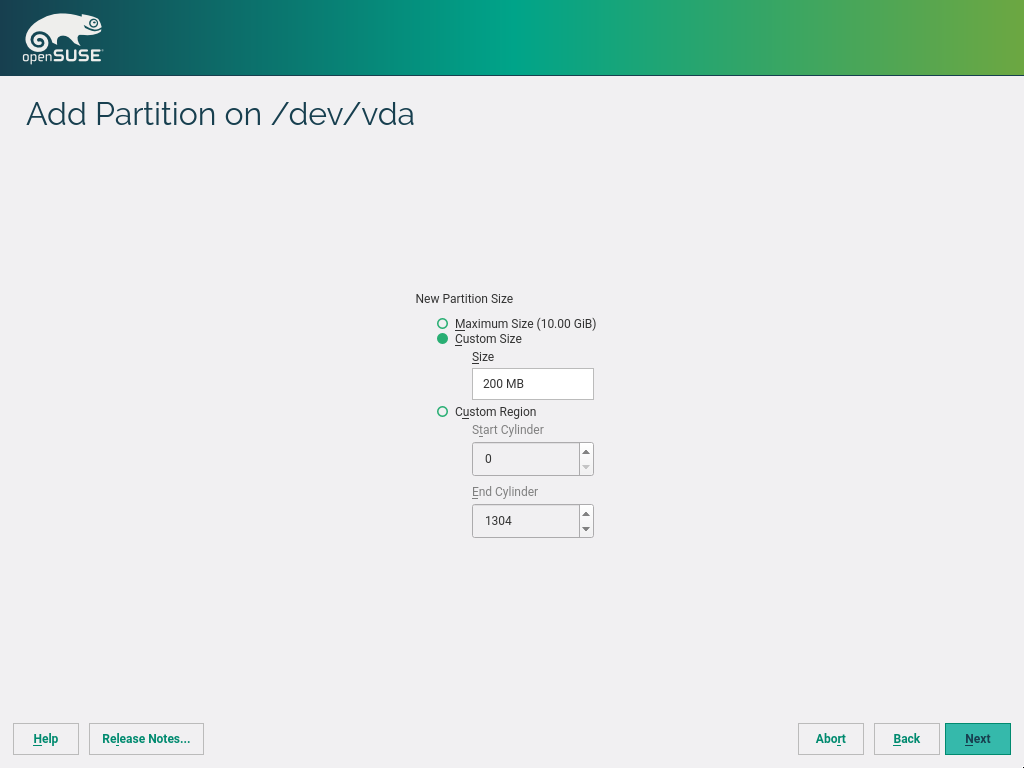 openSUSE
Add Partition on /dev/vda
New Partition Size
Maximum Size (10.00 GiB)
Custom Size
Size
200 MB
Custom Region
Start Cylinder
0
End Cylinder
1304
Help
Release Notes...
Abort
Back
Next